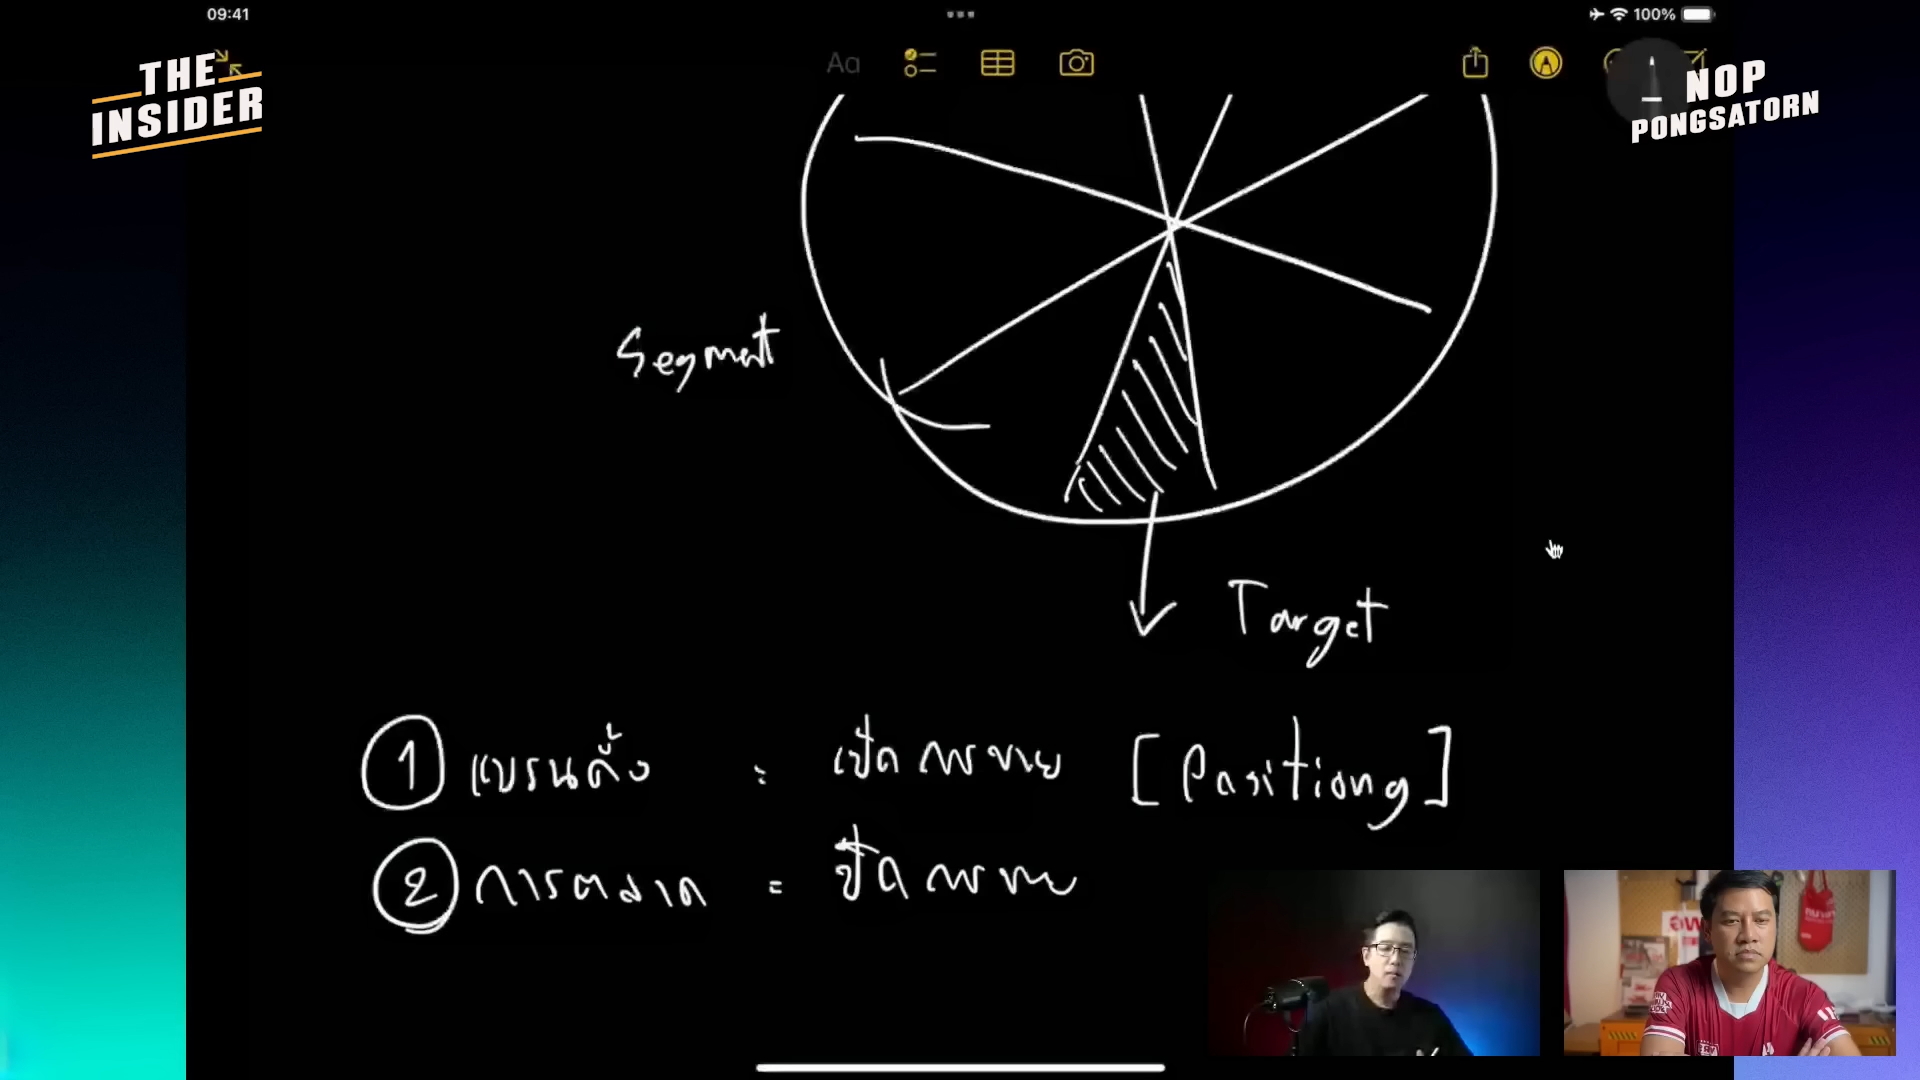 09:41
100%
THE
INSIDER
Aa
NOP
PONGSATORN
Segment
Target
1 แบรนดิ้ง = เปิดการขาย [Pasitiong]
2 การตลาด = ปิดการขาย